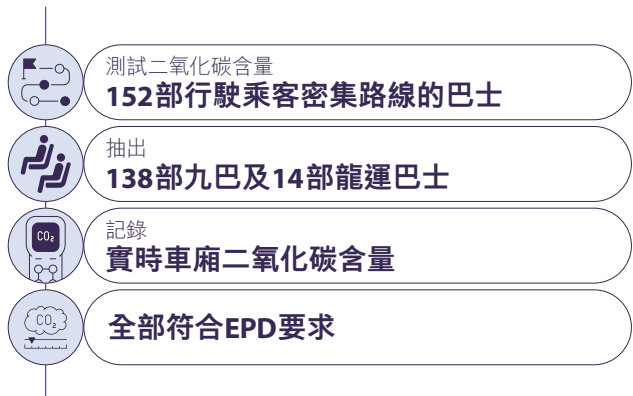 測試二氧化碳含量
152部行駛乘客密集路線的巴士
抽出
138部九巴及14部龍運巴士
CO₂
記錄
實時車廂二氧化碳含量
CO₂
全部符合EPD要求